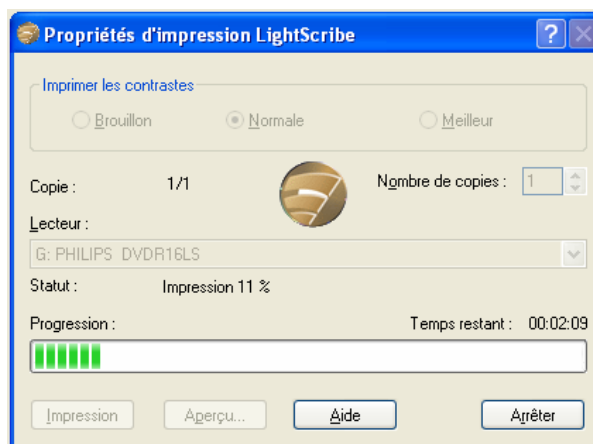 Propriétés d'impression LightScribe
Imprimer les contrastes
Brouillon Normale Meilleur
Copie : 1/1 Nombre de copies : 1
Lecteur :
G: PHILIPS DVDR16LS
Statut : Impression 11 %
Progression : Temps restant : 00:02:09
Impression Aperçu... Aide Arrêter